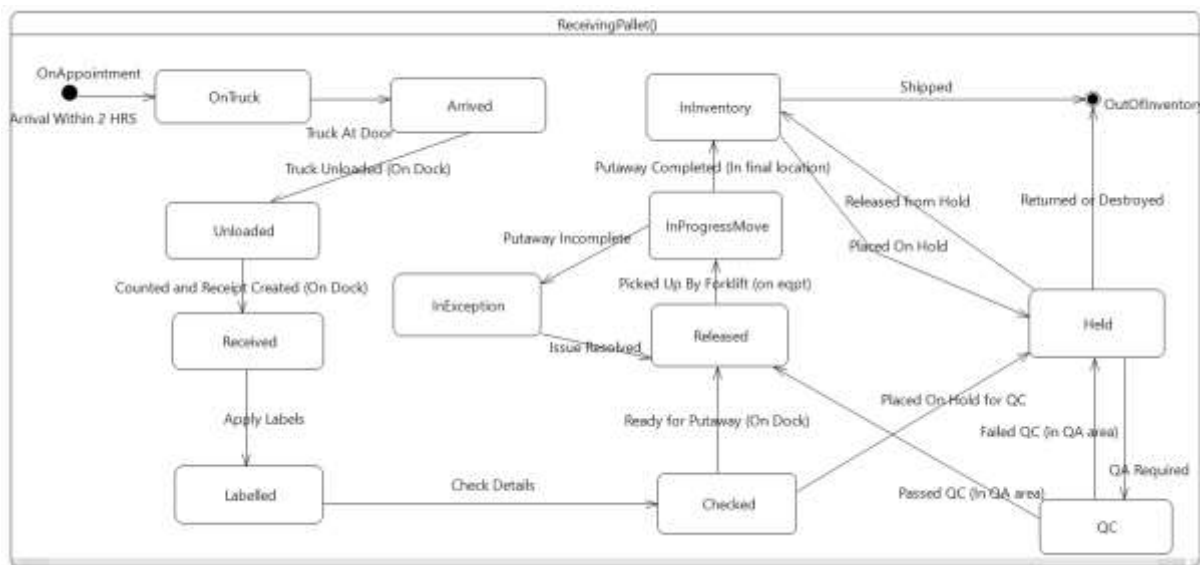 ReceivingPallet()
OnAppointment
Arrival Within 2 HRS
OnTruck
Truck At Door
Arrived
Truck Unloaded (On Dock)
Unloaded
Counted and Receipt Created (On Dock)
Received
Apply Labels
Labelled
Check Details
Checked
Ready for Putaway (On Dock)
Released
Picked Up By Forklift (on eqpt)
InProgressMove
Putaway Incomplete
InException
Issue Resolved
Putaway Completed (In final location)
InInventory
Shipped
OutOfInventory
Released from Hold
Placed On Hold
Returned or Destroyed
Held
Placed On Hold for QC
Failed QC (in QA area)
QA Required
Passed QC (In QA area)
QC